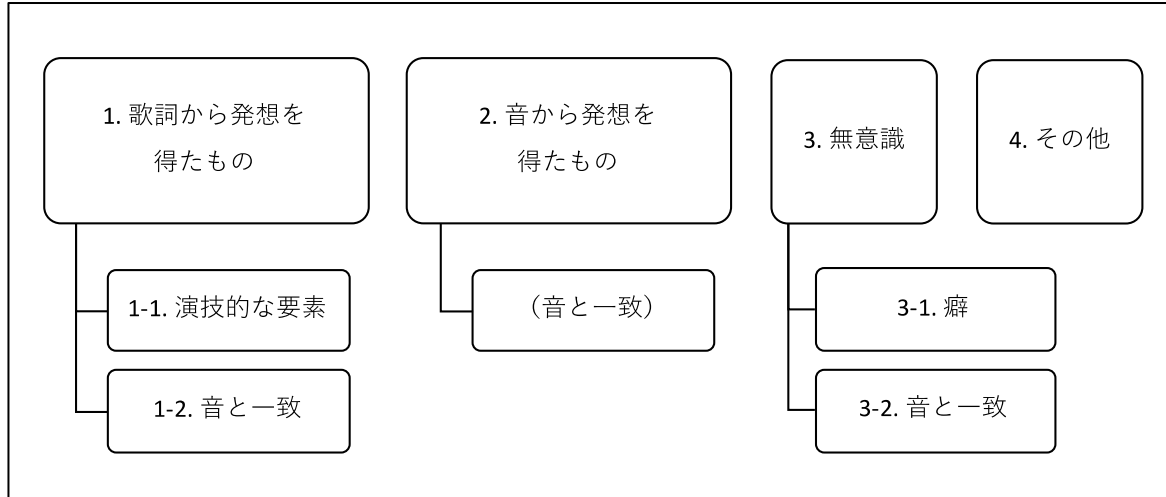 1. 歌詞から発想を
得たもの
2. 音から発想を
得たもの
3. 無意識
4. その他
1-1. 演技的な要素
1-2. 音と一致
（音と一致）
3-1. 癖
3-2. 音と一致